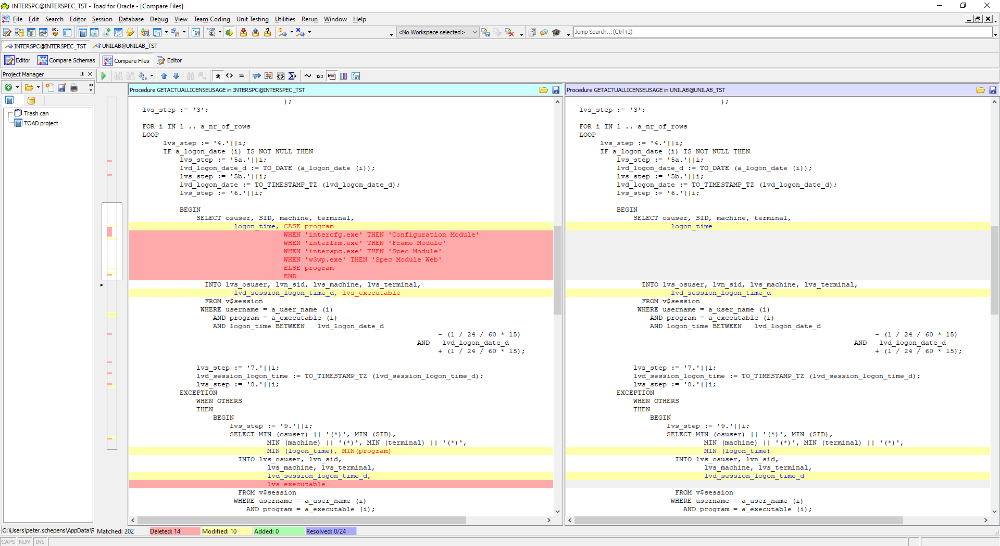 INTERSPC@INTERSPEC_TST - Toad for Oracle - [Compare Files]
File Edit Search Editor Session Database Debug View Team Coding Unit Testing Utilities Rerun Window Help
SQL <No Workspace selected> Jump Search...(Ctrl+J)
INTERSPC@INTERSPEC_TST UNILAB@UNILAB_TST
Editor Compare Schemas Compare Files Editor
Project Manager
123
Trash can
TOAD project
Procedure GETACTUALLICENSEUSAGE in INTERSPC@INTERSPEC_TST
);
lvs_step := '3';
FOR i IN 1 .. a_nr_of_rows
LOOP
lvs_step := '4.'||i;
IF a_logon_date (i) IS NOT NULL THEN
lvs_step := '5a.'||i;
lvd_logon_date_d := TO_DATE (a_logon_date (i));
lvs_step := '5b.'||i;
lvd_logon_date := TO_TIMESTAMP_TZ (lvd_logon_date_d);
lvs_step := '6.'||i;
BEGIN
SELECT osuser, SID, machine, terminal,
logon_time, CASE program
WHEN 'intercfg.exe' THEN 'Configuration Module'
WHEN 'interfrm.exe' THEN 'Frame Module'
WHEN 'interspc.exe' THEN 'Spec Module'
WHEN 'w3wp.exe' THEN 'Spec Module Web'
ELSE program
END
INTO lvs_osuser, lvn_sid, lvs_machine, lvs_terminal,
lvd_session_logon_time_d, lvs_executable
FROM v$session
WHERE username = a_user_name (i)
AND program = a_executable (i)
AND logon_time BETWEEN lvd_logon_date_d
- (1 / 24 / 60 * 15)
AND lvd_logon_date_d
+ (1 / 24 / 60 * 15);
lvs_step := '7.'||i;
lvd_session_logon_time := TO_TIMESTAMP_TZ (lvd_session_logon_time_d);
lvs_step := '8.'||i;
EXCEPTION
WHEN OTHERS
THEN
BEGIN
lvs_step := '9.'||i;
SELECT MIN (osuser) || '(*)', MIN (SID),
MIN (machine) || '(*)', MIN (terminal) || '(*)',
MIN (logon_time), MIN(program)
INTO lvs_osuser, lvn_sid,
lvs_machine, lvs_terminal,
lvd_session_logon_time_d,
lvs_executable
FROM v$session
WHERE username = a_user_name (i)
AND program = a_executable (i);
Procedure GETACTUALLICENSEUSAGE in UNILAB@UNILAB_TST
);
lvs_step := '3';
FOR i IN 1 .. a_nr_of_rows
LOOP
lvs_step := '4.'||i;
IF a_logon_date (i) IS NOT NULL THEN
lvs_step := '5a.'||i;
lvd_logon_date_d := TO_DATE (a_logon_date (i));
lvs_step := '5b.'||i;
lvd_logon_date := TO_TIMESTAMP_TZ (lvd_logon_date_d);
lvs_step := '6.'||i;
BEGIN
SELECT osuser, SID, machine, terminal,
logon_time
INTO lvs_osuser, lvn_sid, lvs_machine, lvs_terminal,
lvd_session_logon_time_d
FROM v$session
WHERE username = a_user_name (i)
AND program = a_executable (i)
AND logon_time BETWEEN lvd_logon_date_d
- (1 / 24 / 60 * 15)
AND lvd_logon_date_d
+ (1 / 24 / 60 * 15);
lvs_step := '7.'||i;
lvd_session_logon_time := TO_TIMESTAMP_TZ (lvd_session_logon_time_d);
lvs_step := '8.'||i;
EXCEPTION
WHEN OTHERS
THEN
BEGIN
lvs_step := '9.'||i;
SELECT MIN (osuser) || '(*)', MIN (SID),
MIN (machine) || '(*)', MIN (terminal) || '(*)',
MIN (logon_time)
INTO lvs_osuser, lvn_sid,
lvs_machine, lvs_terminal,
lvd_session_logon_time_d
FROM v$session
WHERE username = a_user_name (i)
AND program = a_executable (i);
C:\Users\peter.schepens\AppData\R Matched: 202 Deleted: 14 Modified: 10 Added: 0 Resolved: 0/24
CAPS NUM INS